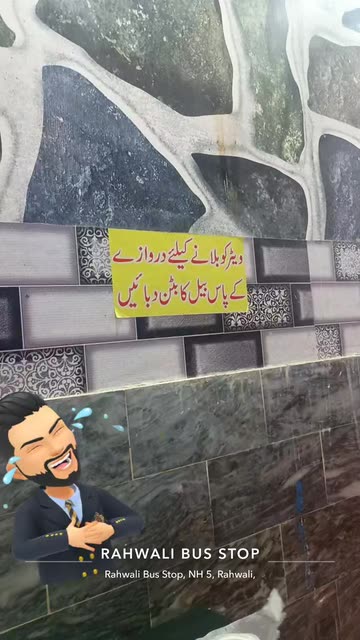 ویٹر کو بلانے کیلئے دروازے
کے پاس بیل کا بٹن دبائیں
RAHWALI BUS STOP
Rahwali Bus Stop, NH 5, Rahwali,